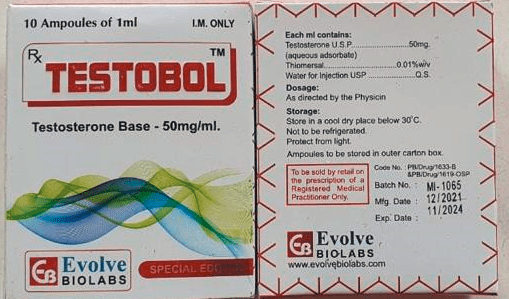 10 Ampoules of 1ml
I.M. ONLY
Rx
TESTOBOL™
Testosterone Base - 50mg/ml.
EB Evolve
BIOLABS
SPECIAL
Each ml contains:
Testosterone U.S.P....................50mg.
(aqueous adsorbate)
Thiomersal....................0.01%w/v
Water for Injection USP....................Q.S.
Dosage:
As directed by the Physicin
Storage:
Store in a cool dry place below 30°C.
Not to be refrigerated.
Protect from light.
Ampoules to be stored in outer carton box.
To be sold by retail on
the prescription of a
Registered Medical
Practitioner Only.
Code No. : PB/Drug/1633-B
&PB/Drug/1619-OSP
Batch No. : MI-1065
Mfg. Date : 12/2021
Exp. Date : 11/2024
EB Evolve
BIOLABS
www.evolvebiolabs.com